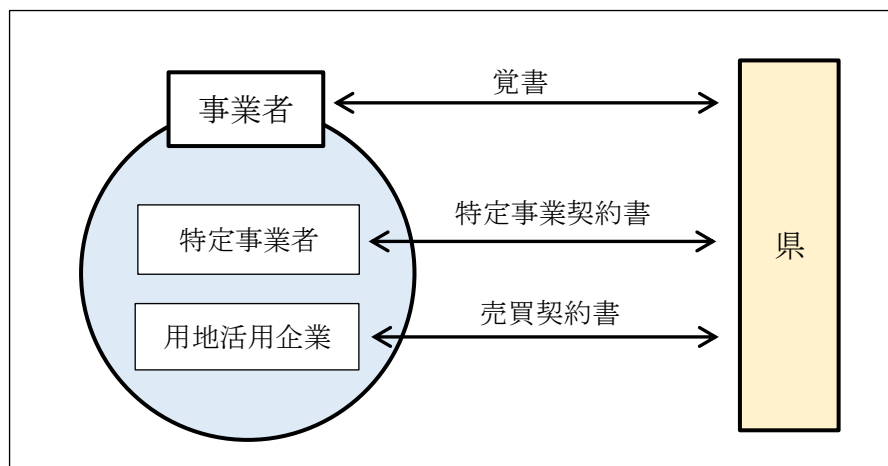 覚書
事業者
特定事業契約書
特定事業者
県
売買契約書
用地活用企業